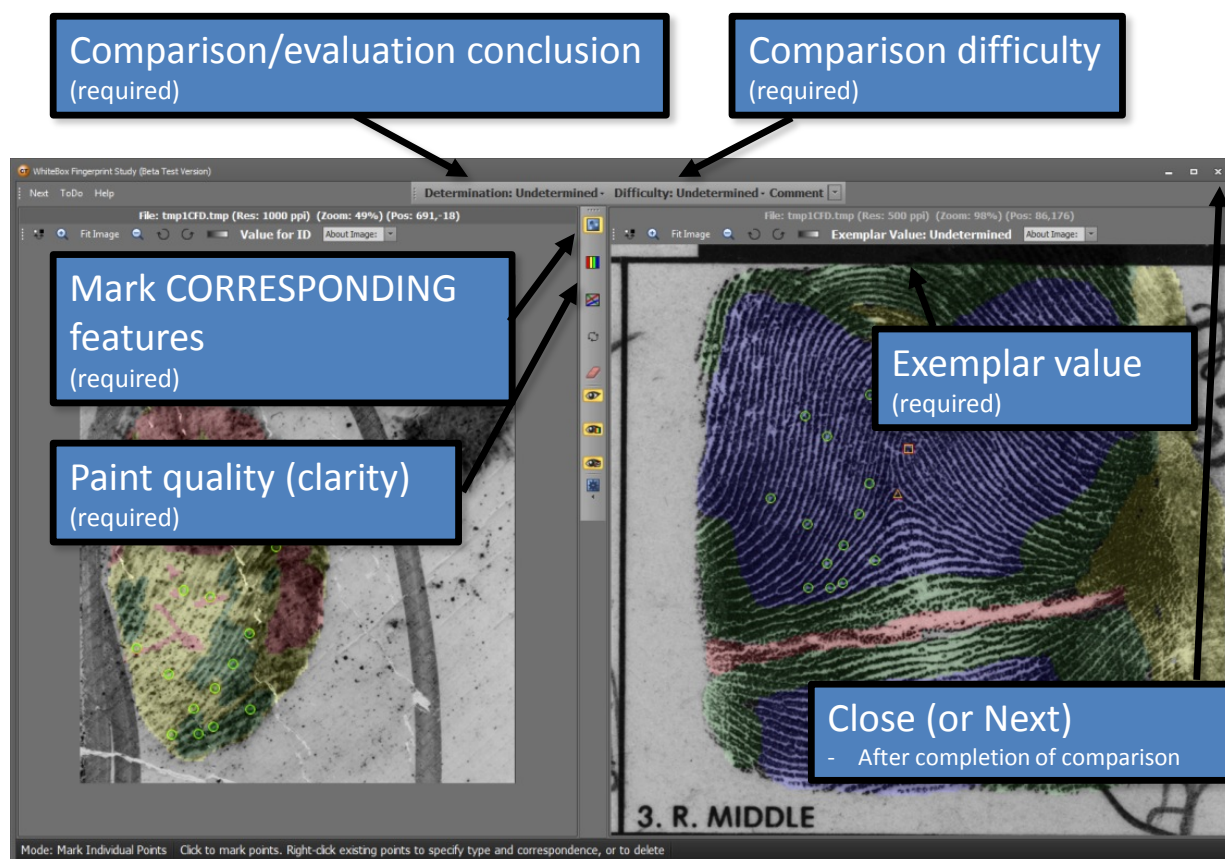 Comparison/evaluation conclusion
(required)
Comparison difficulty
(required)
WhiteBox Fingerprint Study (Beta Test Version)
Next ToDo Help
Determination: Undetermined - Difficulty: Undetermined - Comment
File: tmp1CFD.tmp (Res: 1000 ppi) (Zoom: 49%) (Pos: 691,-18)
Fit Image Value for ID About Image:
File: tmp1CFD.tmp (Res: 500 ppi) (Zoom: 98%) (Pos: 86,176)
Fit Image Exemplar Value: Undetermined About Image:
Mark CORRESPONDING
features
(required)
Exemplar value
(required)
Paint quality (clarity)
(required)
Close (or Next)
- After completion of comparison
3. R. MIDDLE
Mode: Mark Individual Points Click to mark points. Right-click existing points to specify type and correspondence, or to delete